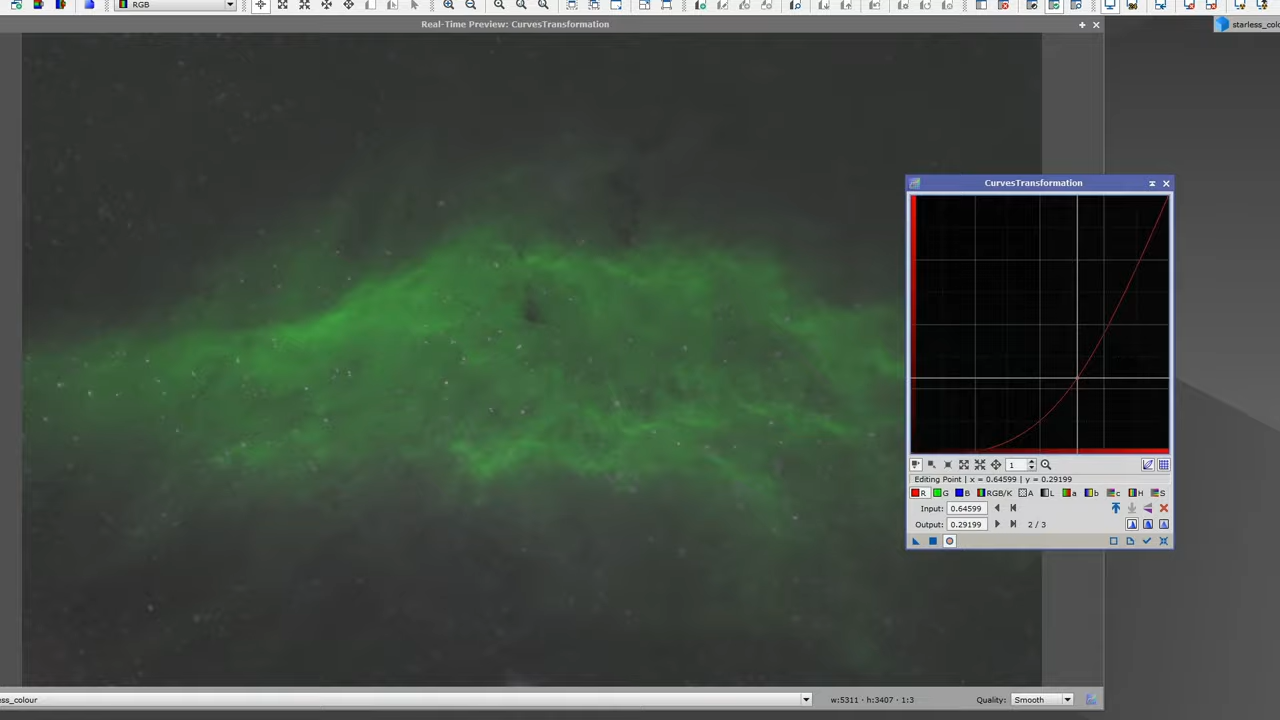 RGB
Real-Time Preview: CurvesTransformation
starless_colo
CurvesTransformation
1
Editing Point | x = 0.64599 | y = 0.29199
R G B RGB/K A L a b c H S
Input: 0.64599
Output: 0.29199 2 / 3
ess_colour
w:5311 · h:3407 · 1:3
Quality: Smooth